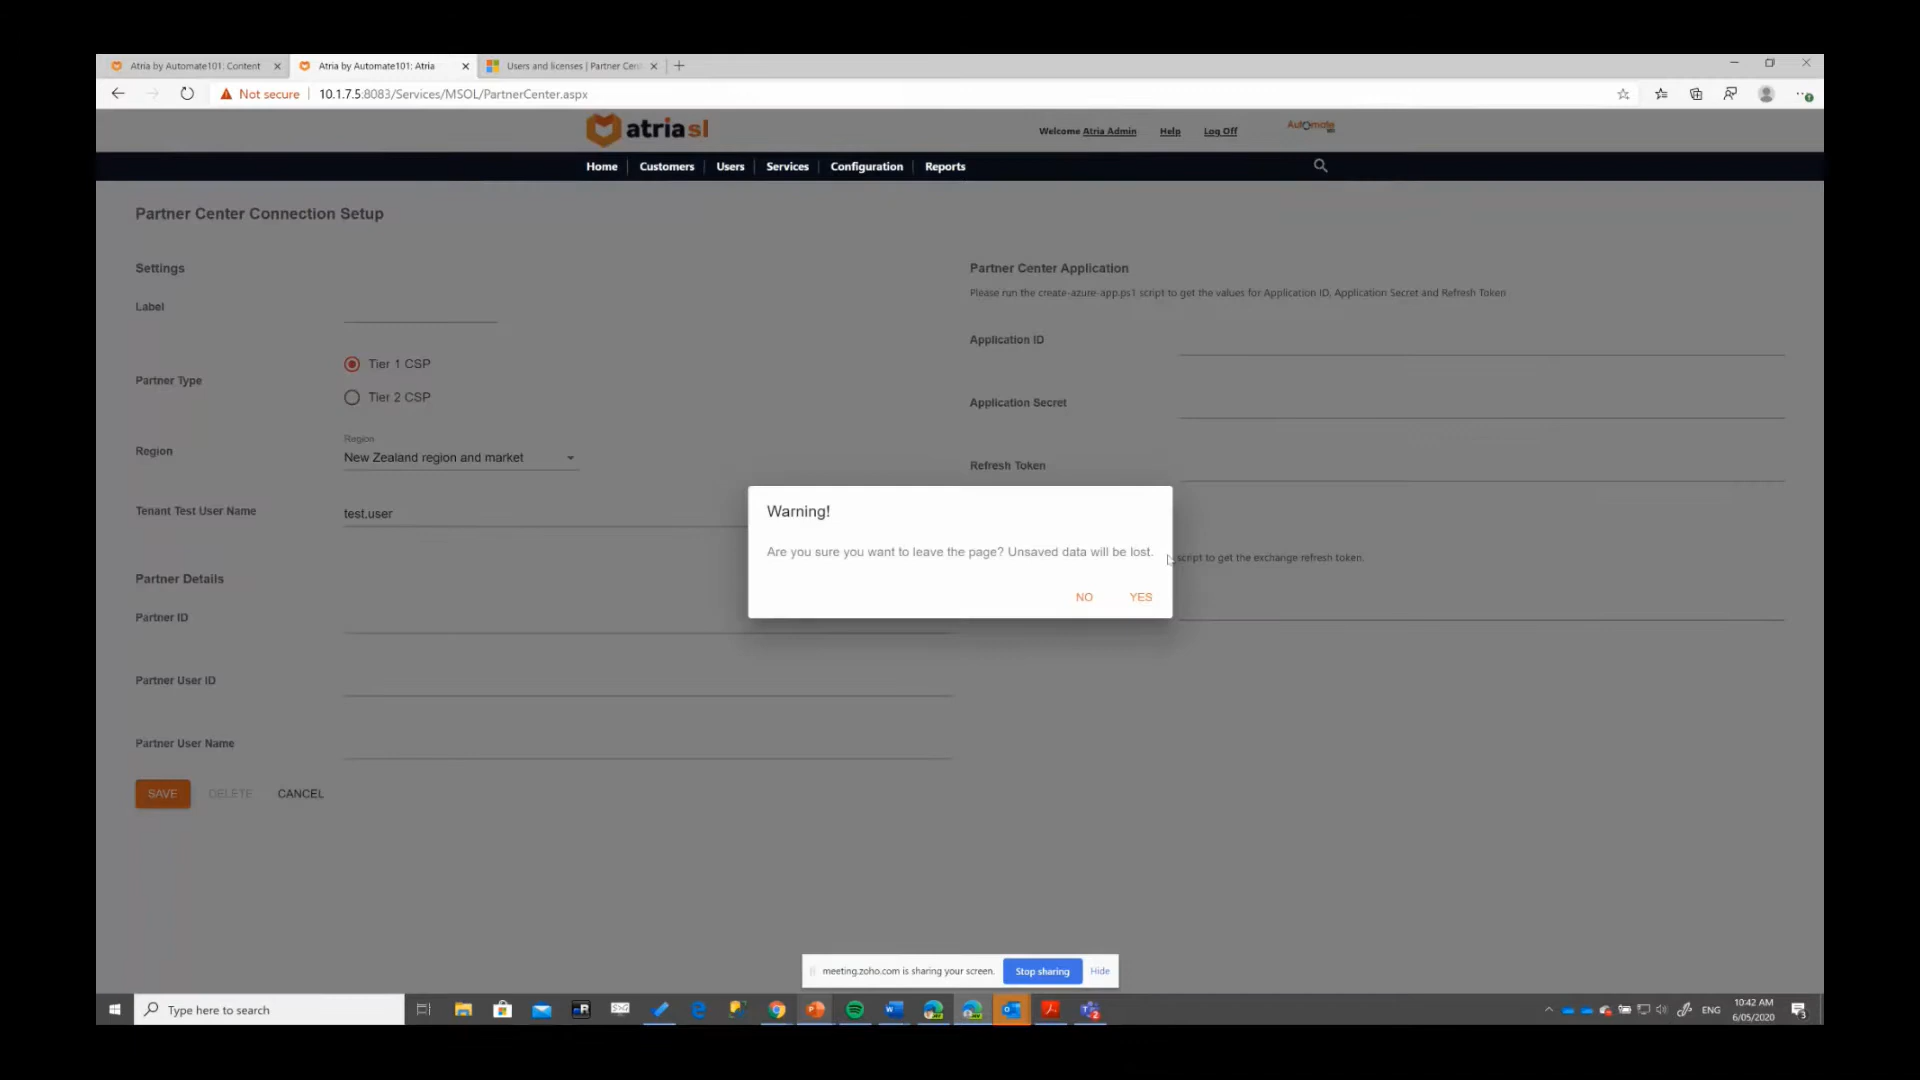 Atria by Automate101: Content
Atria by Automate101: Atria
Users and licenses | Partner Cen
Not secure
10.1.7.5:8083/Services/MSOL/PartnerCenter.aspx
atriasl
Welcome Atria Admin
Help
Log Off
Automate
Home
Customers
Users
Services
Configuration
Reports
Partner Center Connection Setup
Settings
Label
Partner Type
Tier 1 CSP
Tier 2 CSP
Region
Region
New Zealand region and market
Tenant Test User Name
test.user
Partner Details
Partner ID
Partner User ID
Partner User Name
SAVE
DELETE
CANCEL
Partner Center Application
Please run the create-azure-app.ps1 script to get the values for Application ID, Application Secret and Refresh Token
Application ID
Application Secret
Refresh Token
script to get the exchange refresh token.
Warning!
Are you sure you want to leave the page? Unsaved data will be lost.
NO
YES
meeting.zoho.com is sharing your screen.
Stop sharing
Hide
Type here to search
ENG
10:42 AM
6/05/2020